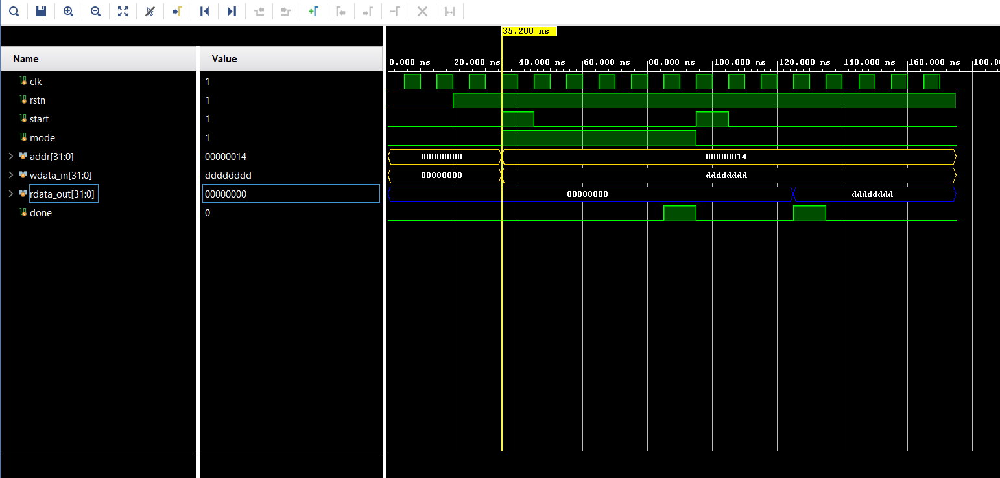 35.200 ns
Name Value
0.000 ns 20.000 ns 40.000 ns 60.000 ns 80.000 ns 100.000 ns 120.000 ns 140.000 ns 160.000 ns 180.0
clk 1
rstn 1
start 1
mode 1
addr[31:0] 00000014 00000000 00000014
wdata_in[31:0] dddddddd 00000000 dddddddd
rdata_out[31:0] 00000000 00000000 dddddddd
done 0